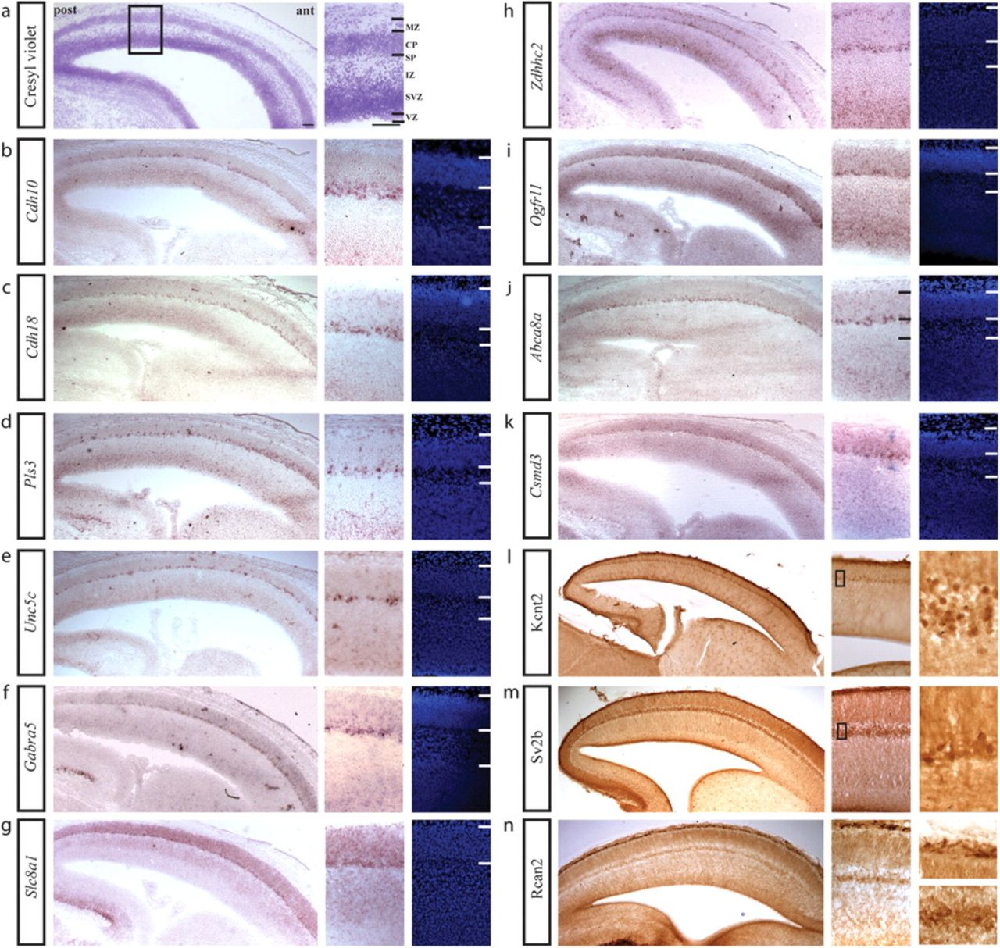 a
Cresyl violet
post
ant
MZ
CP
SP
IZ
SVZ
VZ
b
Cdh10
c
Cdh18
d
Pls3
e
Unc5c
f
Gabra5
g
Slc8a1
h
Zdhhc2
i
Ogfrl1
j
Abca8a
k
Csmd3
l
Kcnt2
m
Sv2b
n
Rcan2